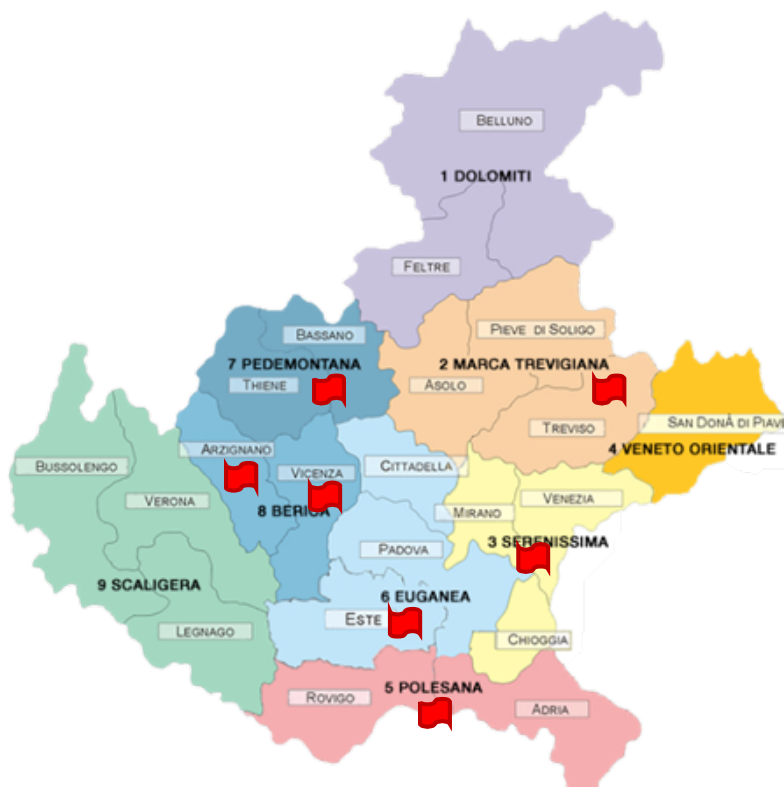 BELLUNO
1 DOLOMITI
FELTRE
BASSANO
PIEVE DI SOLIGO
7 PEDEMONTANA
2 MARCA TREVIGIANA
THIENE
ASOLO
SAN DONÀ DI PIAVE
TREVISO
ARZIGNANO
4 VENETO ORIENTALE
BUSSOLENGO
VICENZA
CITTADELLA
VERONA
VENEZIA
8 BERICA
MIRANO
3 SERENISSIMA
PADOVA
9 SCALIGERA
6 EUGANEA
ESTE
LEGNAGO
CHIOGGIA
5 POLESANA
ROVIGO
ADRIA